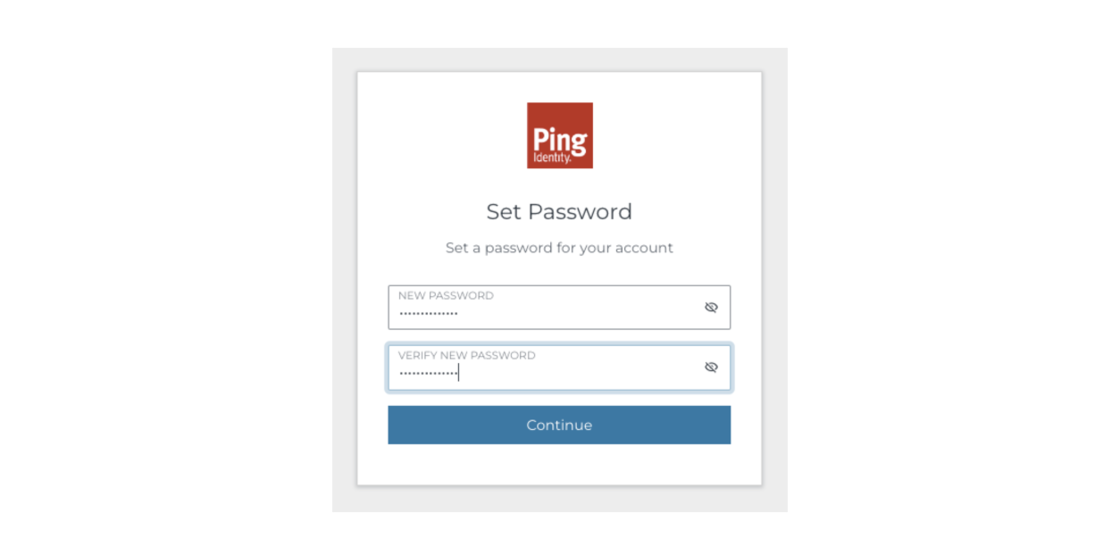 Ping
Identity.
Set Password
Set a password for your account
NEW PASSWORD
••••••••••••••
VERIFY NEW PASSWORD
••••••••••••••
Continue